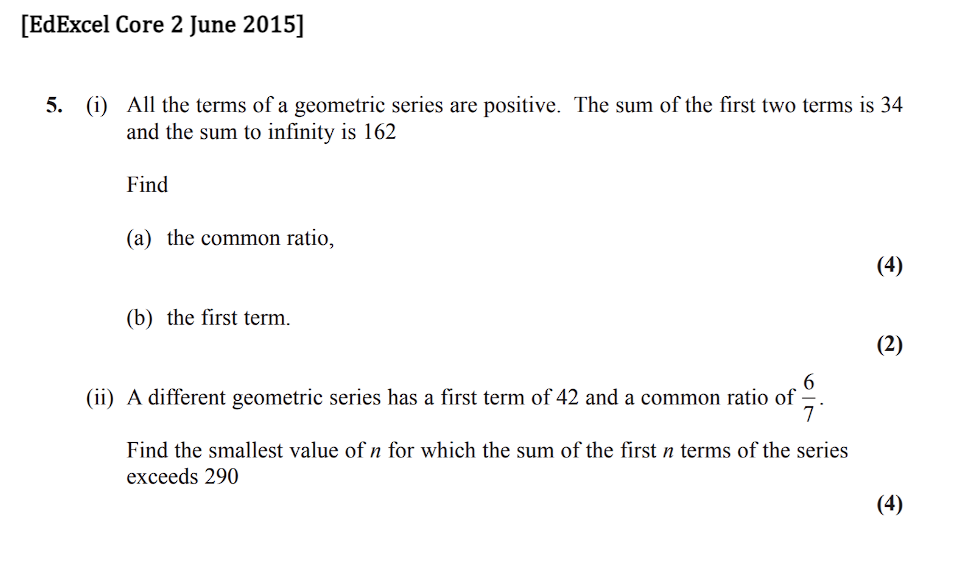 [EdExcel Core 2 June 2015]
5. (i) All the terms of a geometric series are positive. The sum of the first two terms is 34
and the sum to infinity is 162
Find
(a) the common ratio,
(4)
(b) the first term.
(2)
(ii) A different geometric series has a first term of 42 and a common ratio of 6/7.
Find the smallest value of n for which the sum of the first n terms of the series
exceeds 290
(4)